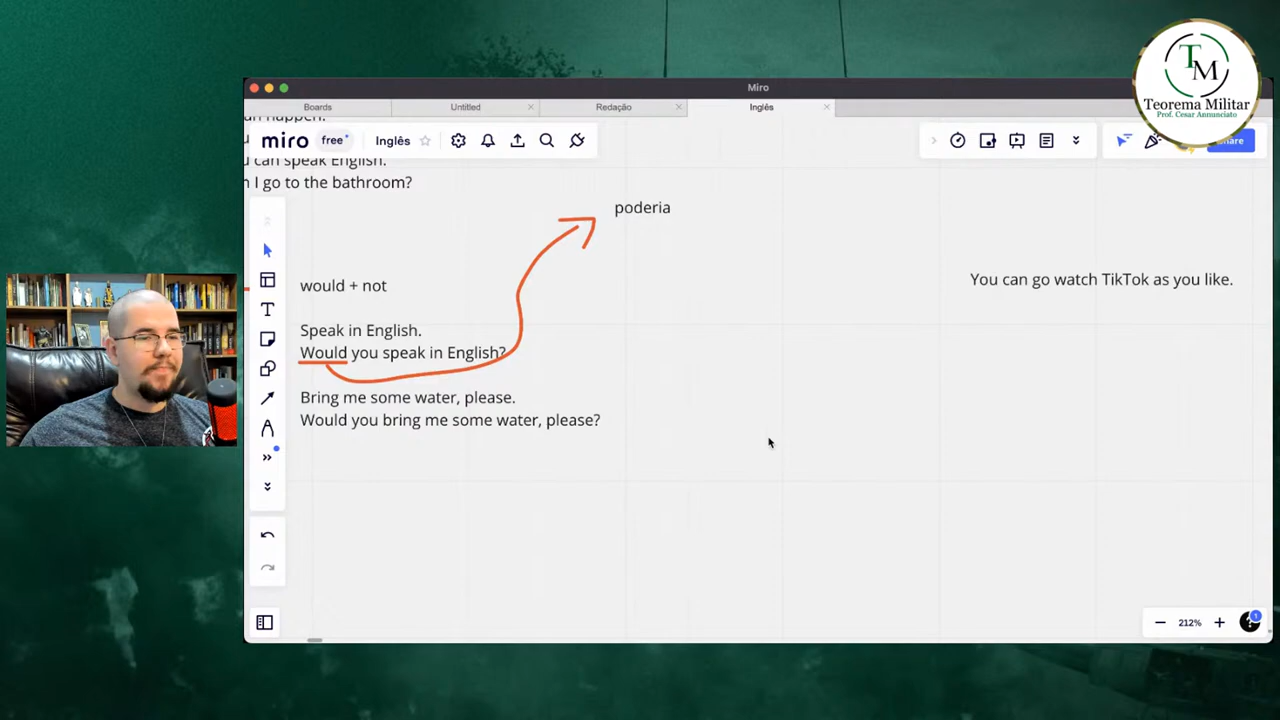 TM
Teorema Militar
Prof. Cesar Annunciato
Miro
Boards
Untitled
Redação
Inglês
miro
free
Inglês
can speak English.
I go to the bathroom?
poderia
would + not
You can go watch TikTok as you like.
Speak in English.
Would you speak in English?
Bring me some water, please.
Would you bring me some water, please?
212%
?
1